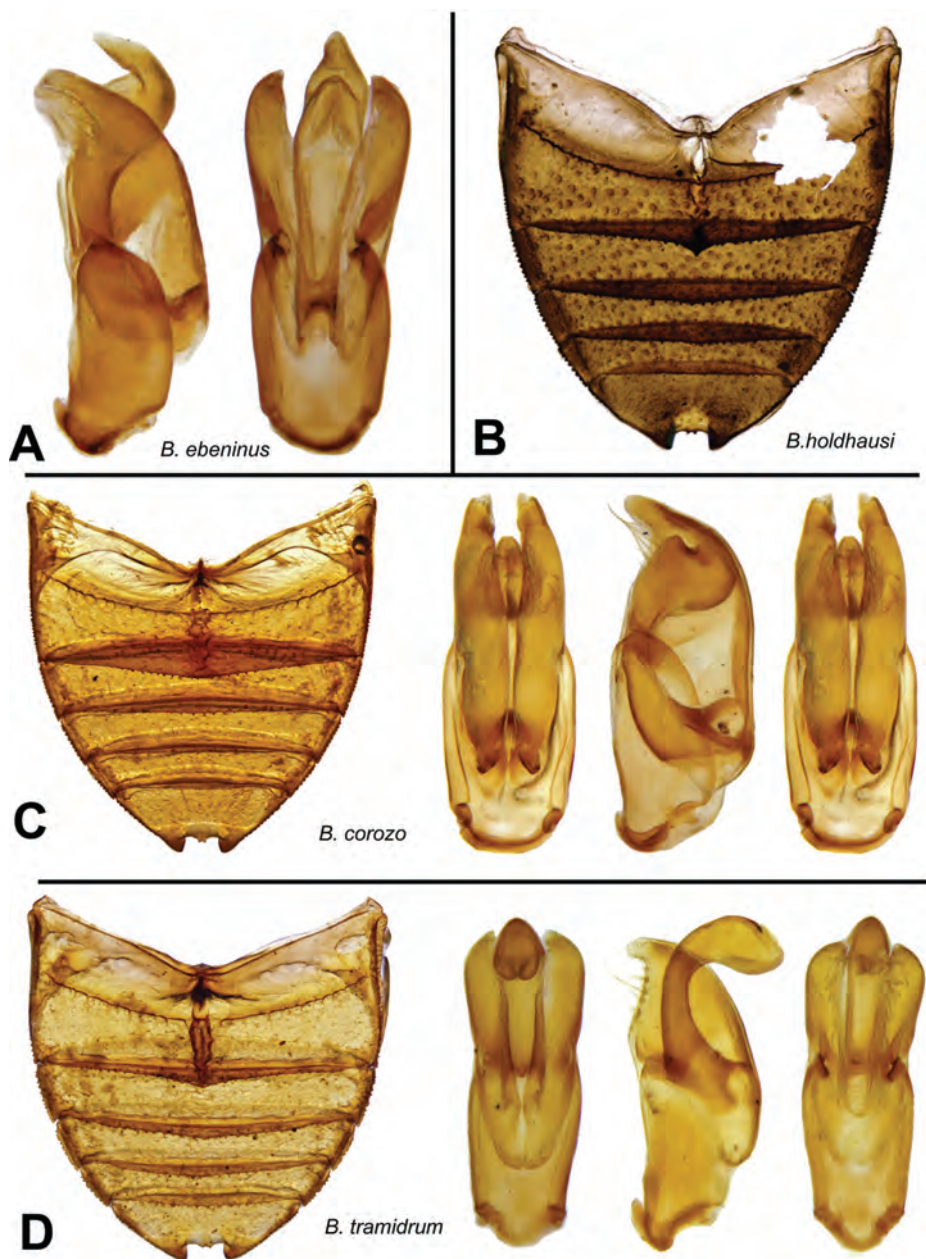 A
B. ebeninus
B
B.holdhausi
C
B. corozo
D
B. tramidrum